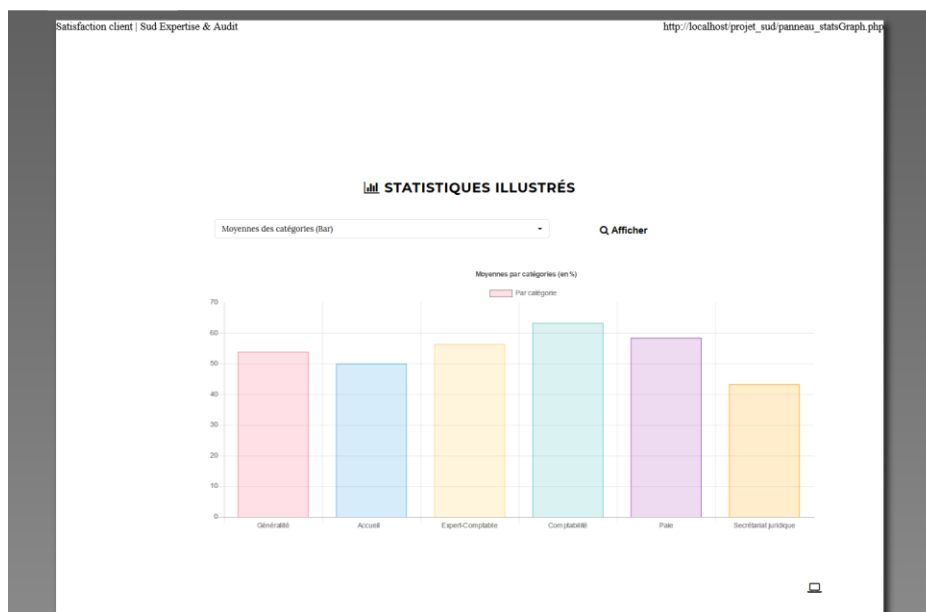 Satisfaction client | Sud Expertise & Audit
http://localhost/projet_sud/panneau_statsGraph.php
STATISTIQUES ILLUSTRÉS
Moyennes des catégories (Bar)
Afficher
Moyennes par catégories (en %)
Par catégorie
70
60
50
40
30
20
10
0
Généralité Accueil Expert-Comptable Comptabilité Paie Secrétariat juridique